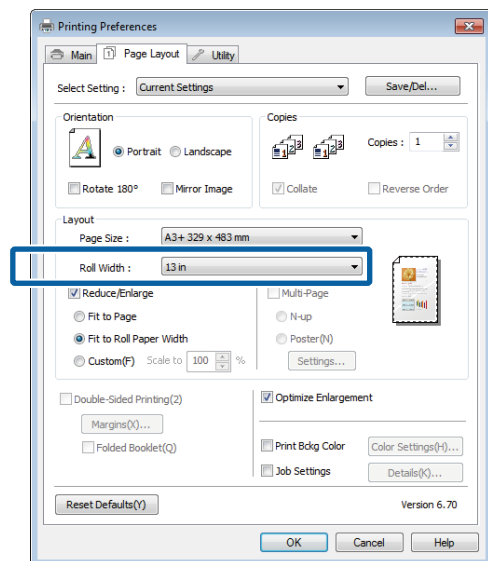 Printing Preferences
Main Page Layout Utility
Select Setting : Current Settings Save/Del...
Orientation
Portrait Landscape
Rotate 180° Mirror Image
Copies
Copies : 1
Collate Reverse Order
Layout
Page Size : A3+ 329 x 483 mm
Roll Width : 13 in
Reduce/Enlarge
Fit to Page
Fit to Roll Paper Width
Custom(F) Scale to 100 %
Multi-Page
N-up
Poster(N)
Settings...
Double-Sided Printing(2)
Margins(X)...
Folded Booklet(Q)
Optimize Enlargement
Print Bckg Color Color Settings(H)...
Job Settings Details(K)...
Reset Defaults(Y) Version 6.70
OK Cancel Help